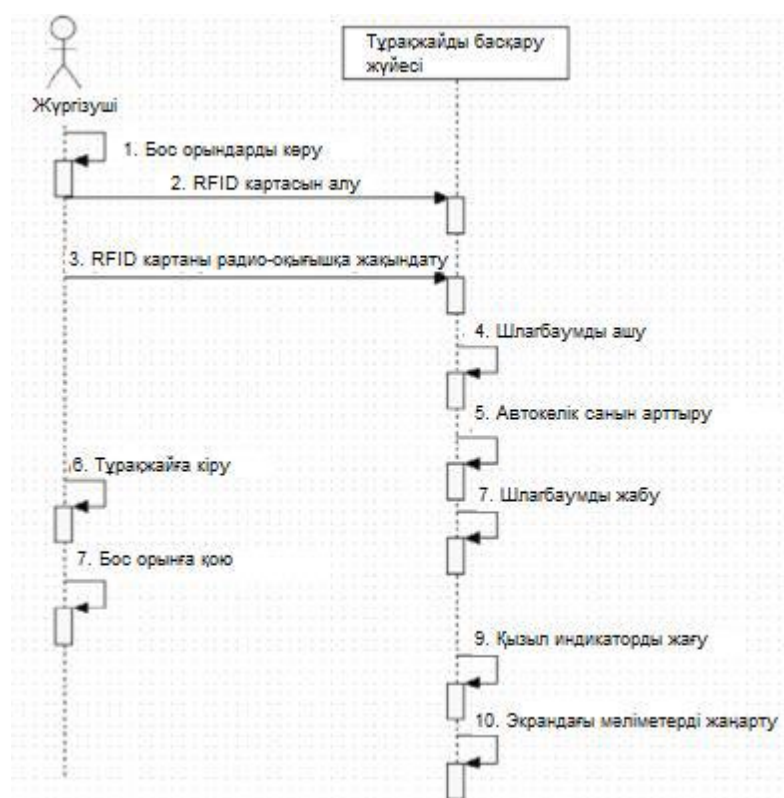 Тұрақжайды басқару
жүйесі
Жүргізуші
1. Бос орындарды көру
2. RFID картасын алу
3. RFID картаны радио-оқығышқа жақындату
4. Шлагбаумды ашу
5. Автокөлік санын арттыру
6. Тұрақжайға кіру
7. Шлагбаумды жабу
7. Бос орынға қою
9. Қызыл индикаторды жағу
10. Экрандағы мәліметерді жаңарту